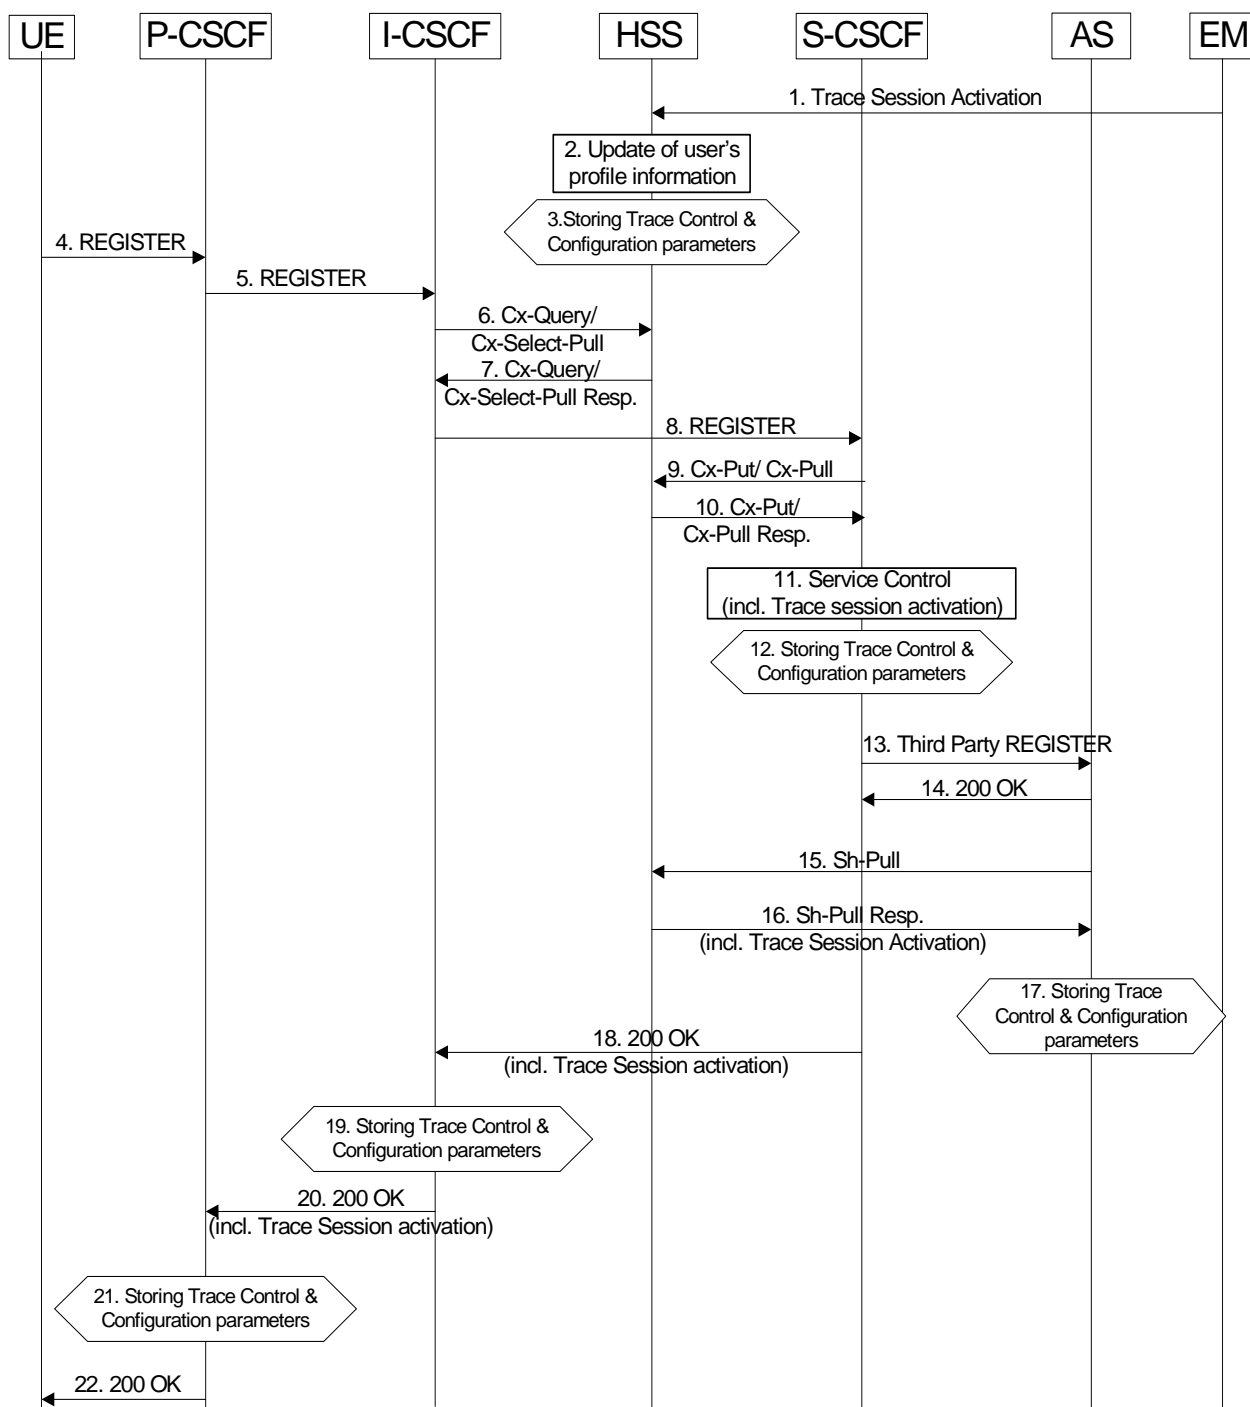 UE
P-CSCF
I-CSCF
HSS
S-CSCF
AS
EM
1. Trace Session Activation
2. Update of user's
profile information
3.Storing Trace Control &
Configuration parameters
4. REGISTER
5. REGISTER
6. Cx-Query/
Cx-Select-Pull
7. Cx-Query/
Cx-Select-Pull Resp.
8. REGISTER
9. Cx-Put/ Cx-Pull
10. Cx-Put/
Cx-Pull Resp.
11. Service Control
(incl. Trace session activation)
12. Storing Trace Control &
Configuration parameters
13. Third Party REGISTER
14. 200 OK
15. Sh-Pull
16. Sh-Pull Resp.
(incl. Trace Session Activation)
17. Storing Trace
Control & Configuration
parameters
18. 200 OK
(incl. Trace Session activation)
19. Storing Trace Control &
Configuration parameters
20. 200 OK
(incl. Trace Session activation)
21. Storing Trace Control &
Configuration parameters
22. 200 OK